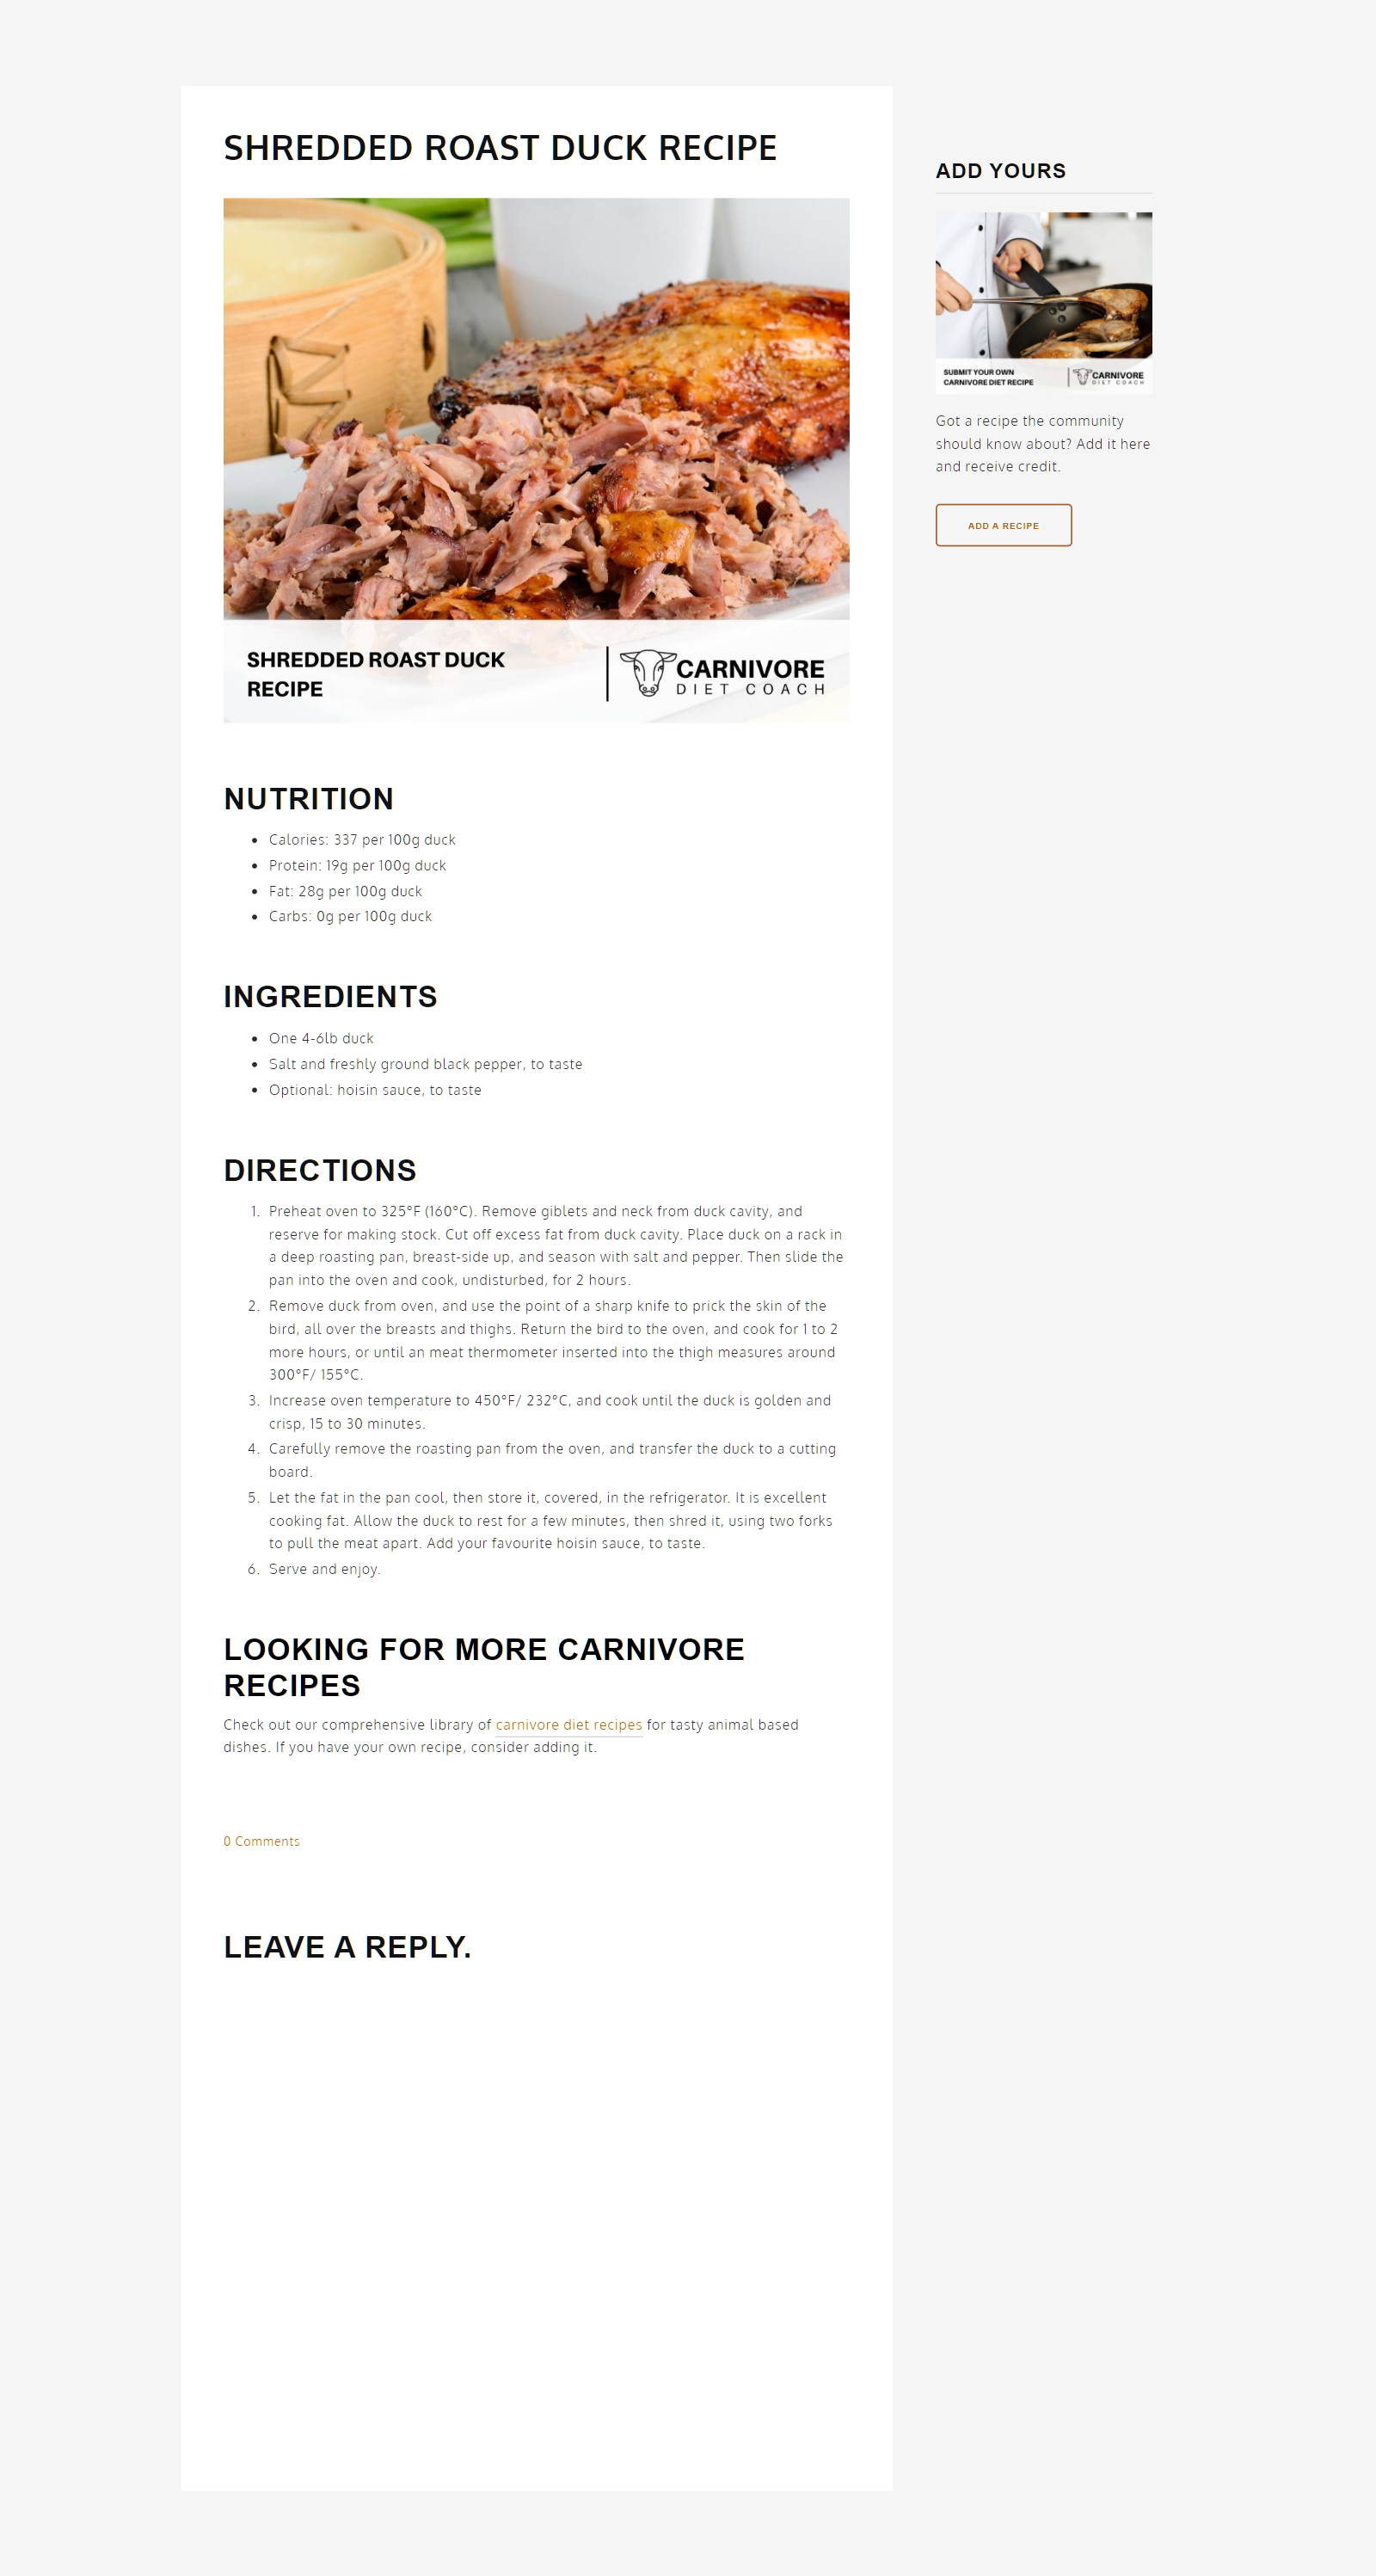 SHREDDED ROAST DUCK RECIPE
SHREDDED ROAST DUCK
RECIPE
CARNIVORE
DIET COACH
NUTRITION
Calories: 337 per 100g duck
Protein: 19g per 100g duck
Fat: 28g per 100g duck
Carbs: 0g per 100g duck
INGREDIENTS
One 4-6lb duck
Salt and freshly ground black pepper, to taste
Optional: hoisin sauce, to taste
DIRECTIONS
1. Preheat oven to 325°F (160°C). Remove giblets and neck from duck cavity, and
reserve for making stock. Cut off excess fat from duck cavity. Place duck on a rack in
a deep roasting pan, breast-side up, and season with salt and pepper. Then slide the
pan into the oven and cook, undisturbed, for 2 hours.
2. Remove duck from oven, and use the point of a sharp knife to prick the skin of the
bird, all over the breasts and thighs. Return the bird to the oven, and cook for 1 to 2
more hours, or until an meat thermometer inserted into the thigh measures around
300°F/ 155°C.
3. Increase oven temperature to 450°F/ 232°C, and cook until the duck is golden and
crisp, 15 to 30 minutes.
4. Carefully remove the roasting pan from the oven, and transfer the duck to a cutting
board.
5. Let the fat in the pan cool, then store it, covered, in the refrigerator. It is excellent
cooking fat. Allow the duck to rest for a few minutes, then shred it, using two forks
to pull the meat apart. Add your favourite hoisin sauce, to taste.
6. Serve and enjoy.
LOOKING FOR MORE CARNIVORE
RECIPES
Check out our comprehensive library of carnivore diet recipes for tasty animal based
dishes. If you have your own recipe, consider adding it.
0 Comments
LEAVE A REPLY.
ADD YOURS
SUBMIT YOUR OWN
CARNIVORE DIET RECIPE
CARNIVORE
DIET COACH
Got a recipe the community
should know about? Add it here
and receive credit.
ADD A RECIPE